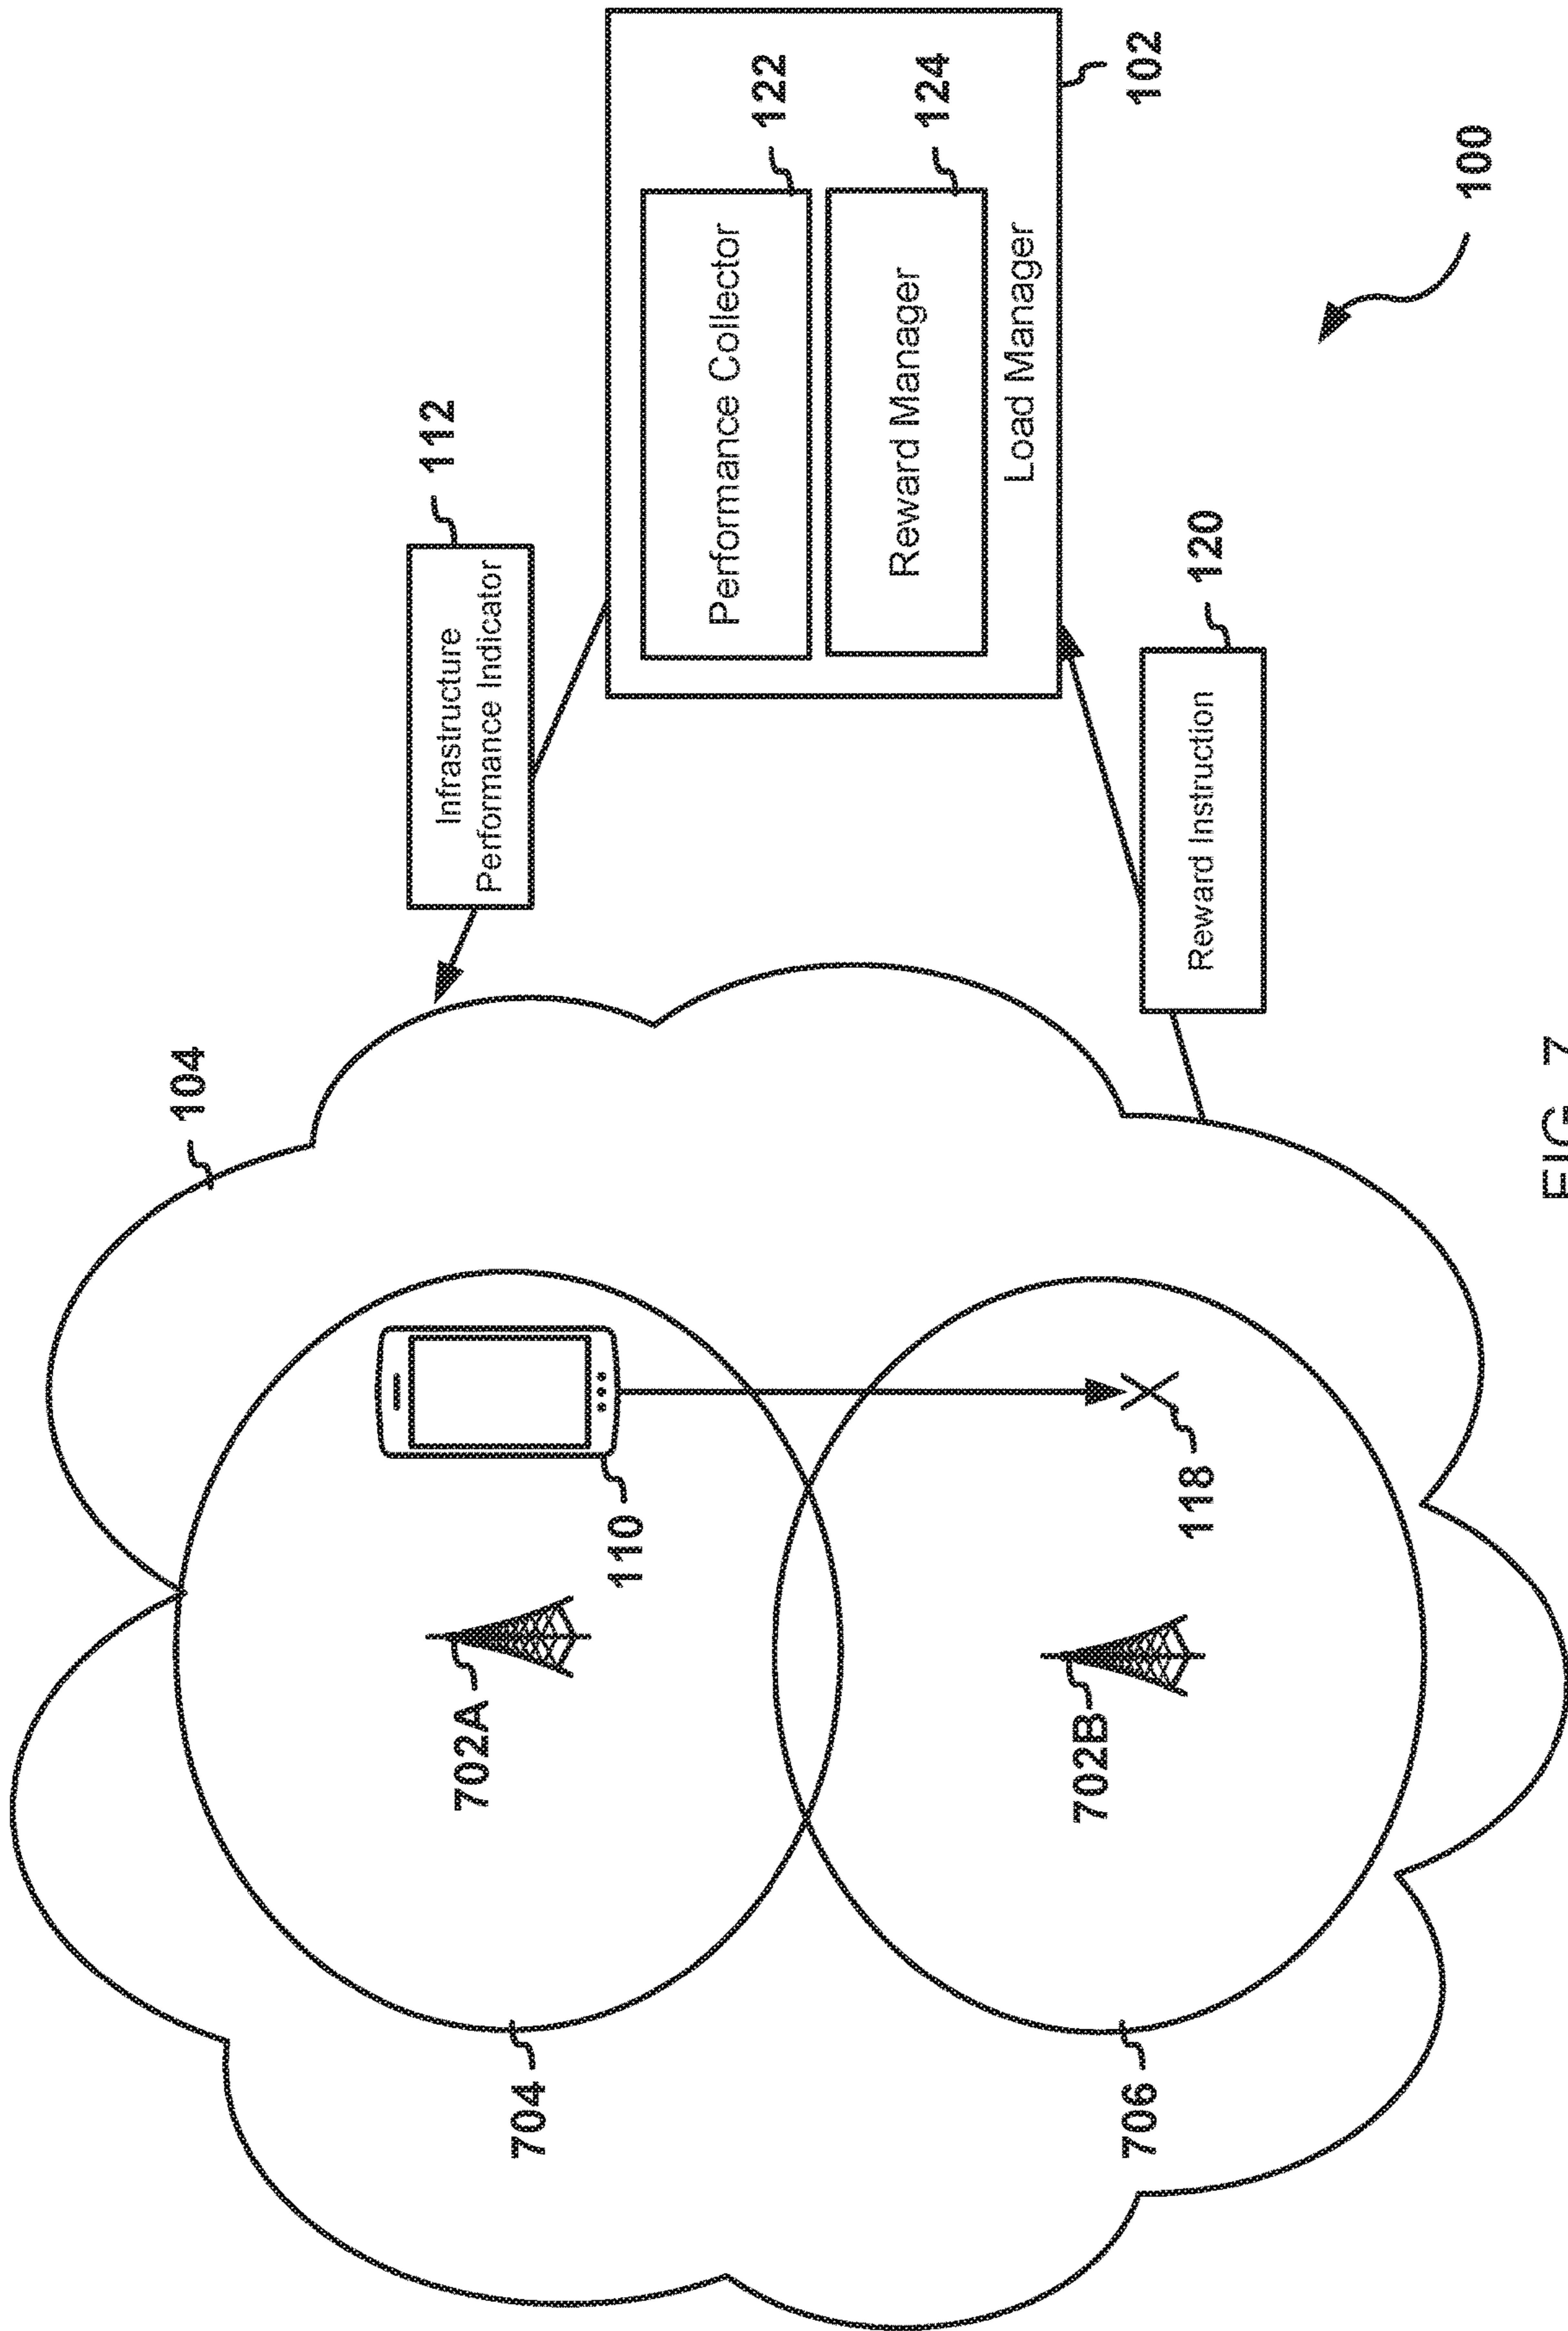 104
112
Infrastructure
Performance Indicator
122
Performance Collector
124
Reward Manager
Load Manager
102
704
702A
110
706
702B
118
120
Reward Instruction
100
FIG. 7